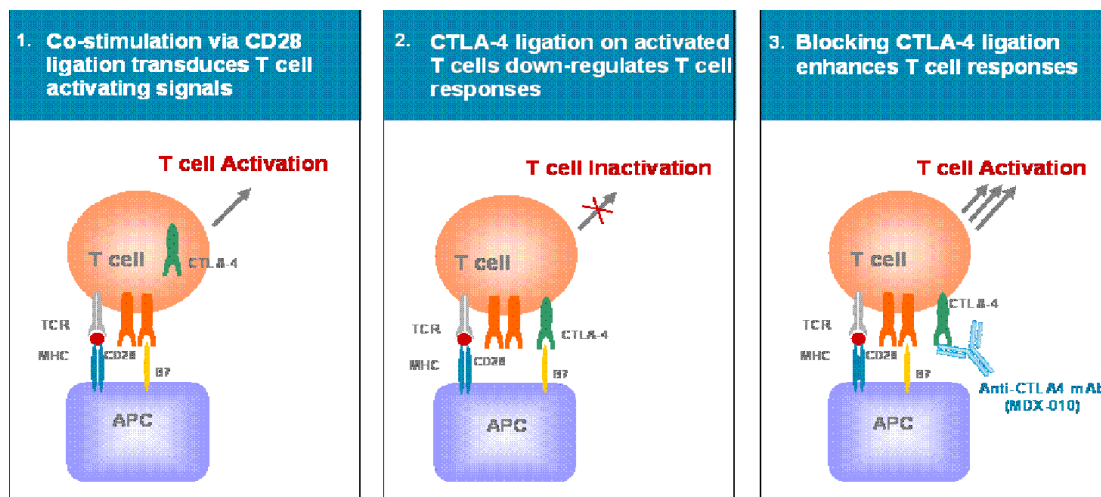 1. Co-stimulation via CD28
ligation transduces T cell
activating signals
T cell Activation
T cell
CTLA-4
TCR
MHC
CD28
B7
APC
2. CTLA-4 ligation on activated
T cells down-regulates T cell
responses
T cell Inactivation
T cell
TCR
CTLA-4
MHC
CD28
B7
APC
3. Blocking CTLA-4 ligation
enhances T cell responses
T cell Activation
T cell
CTLA-4
TCR
MHC
CD28
B7
Anti-CTLA4 mAb
(MDX-010)
APC